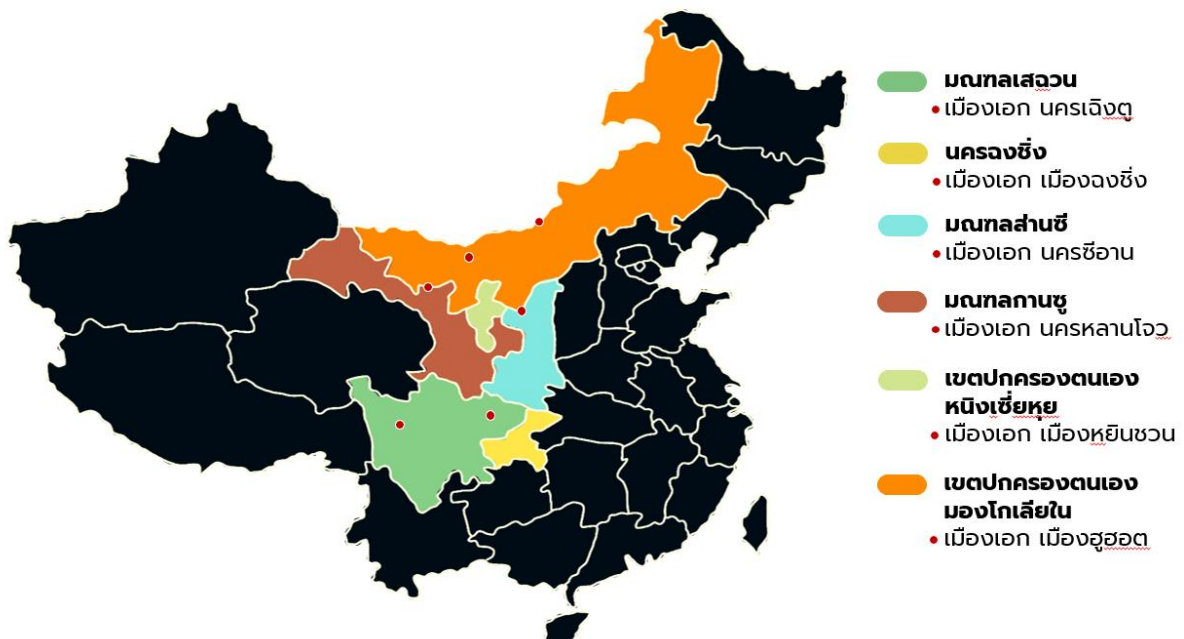 มณฑลเสฉวน
• เมืองเอก นครเฉิงตู
นครฉงชิ่ง
• เมืองเอก เมืองฉงชิ่ง
มณฑลส่านซี
• เมืองเอก นครซีอาน
มณฑลกานซู
• เมืองเอก นครหลานโจว
เขตปกครองตนเอง
หนิงเซี่ยหุย
• เมืองเอก เมืองหยินชวน
เขตปกครองตนเอง
มองโกเลียใน
• เมืองเอก เมืองฮูฮอต